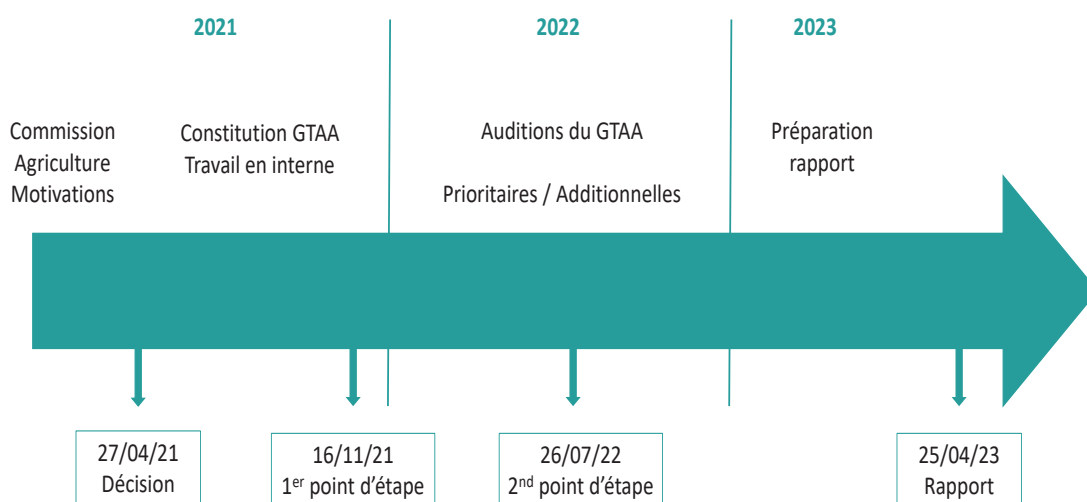 2021
2022
2023
Commission
Agriculture
Motivations
Constitution GTAA
Travail en interne
Auditions du GTAA
Prioritaires / Additionnelles
Préparation
rapport
27/04/21
Décision
16/11/21
1er point d'étape
26/07/22
2nd point d'étape
25/04/23
Rapport